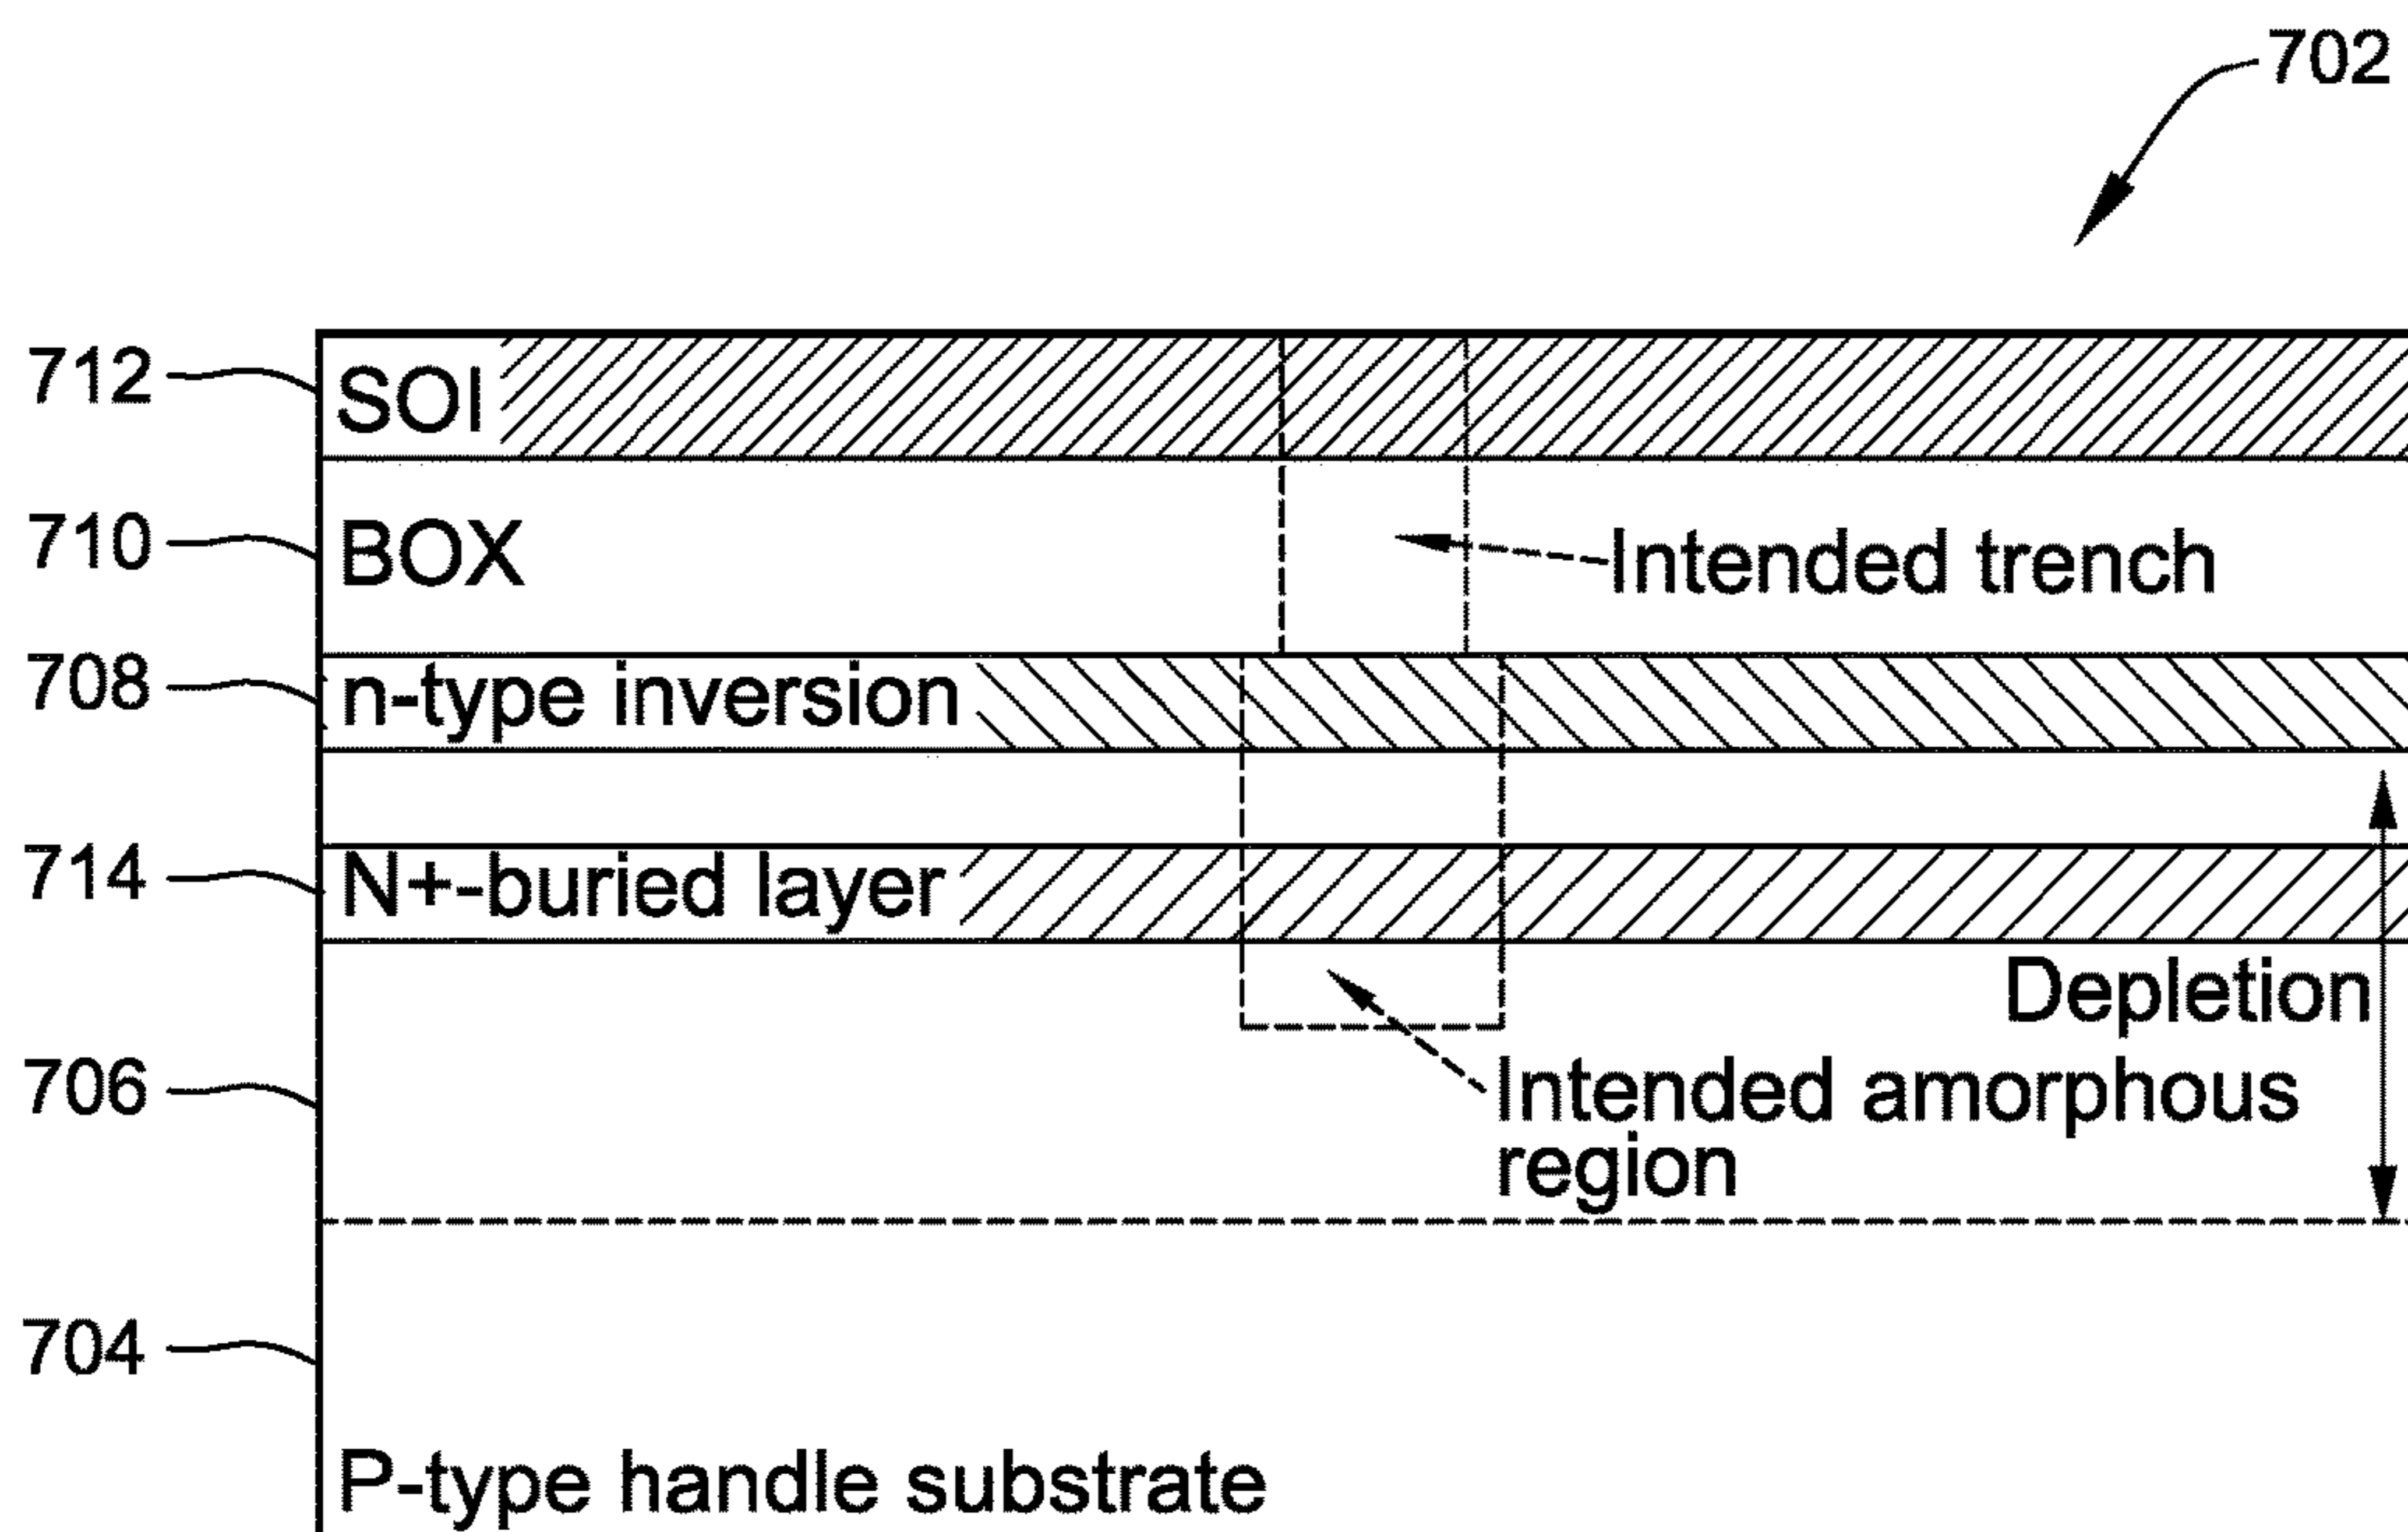 702
712
SOI
710
BOX
Intended trench
708
n-type inversion
714
N+-buried layer
Depletion
706
Intended amorphous
region
704
P-type handle substrate